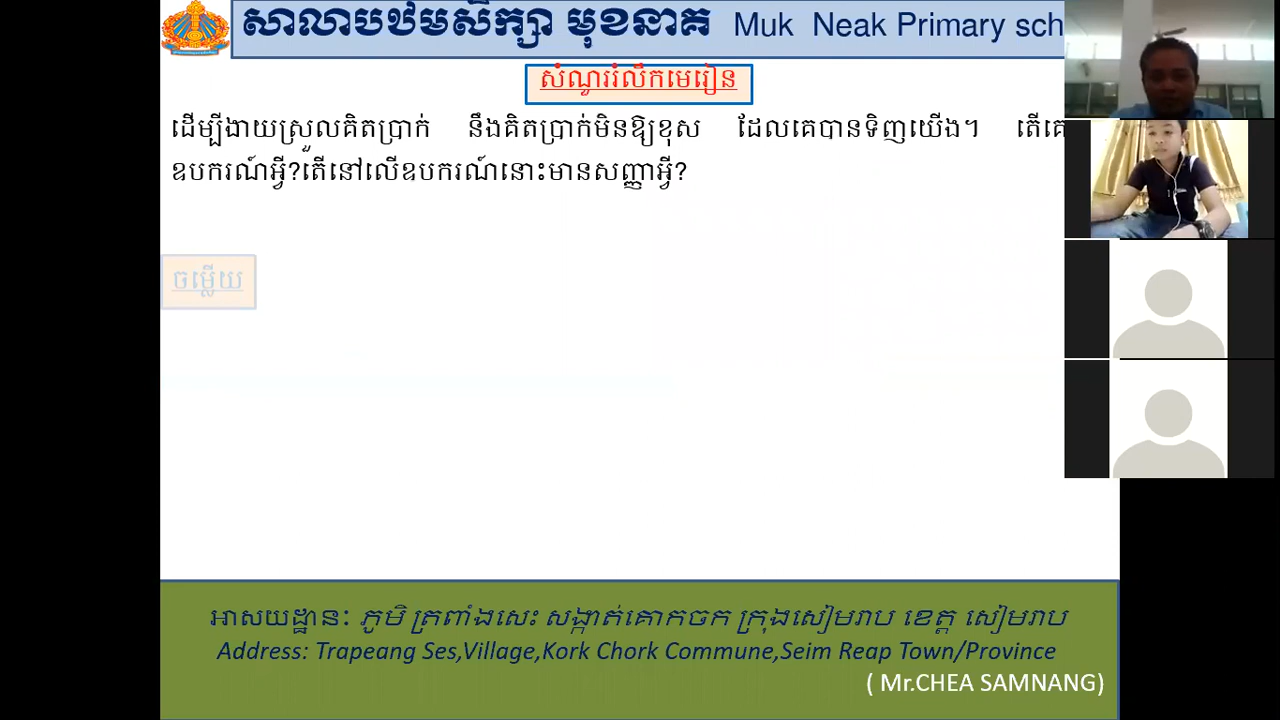 សាលាបឋមសិក្សា មុខនាគ Muk Neak Primary sch
សំណួររំលឹកមេរៀន
ដើម្បីងាយស្រួលគិតប្រាក់ នឹងគិតប្រាក់មិនឱ្យខុស ដែលគេបានទិញយើង។ តើគេ
ឧបករណ៍អ្វី?តើនៅលើឧបករណ៍នោះមានសញ្ញាអ្វី?
ចម្លើយ
អាសយដ្ឋានៈ ភូមិ ត្រពាំងសេះ សង្កាត់គោកចក ក្រុងសៀមរាប ខេត្ត សៀមរាប
Address: Trapeang Ses,Village,Kork Chork Commune,Seim Reap Town/Province
( Mr.CHEA SAMNANG)